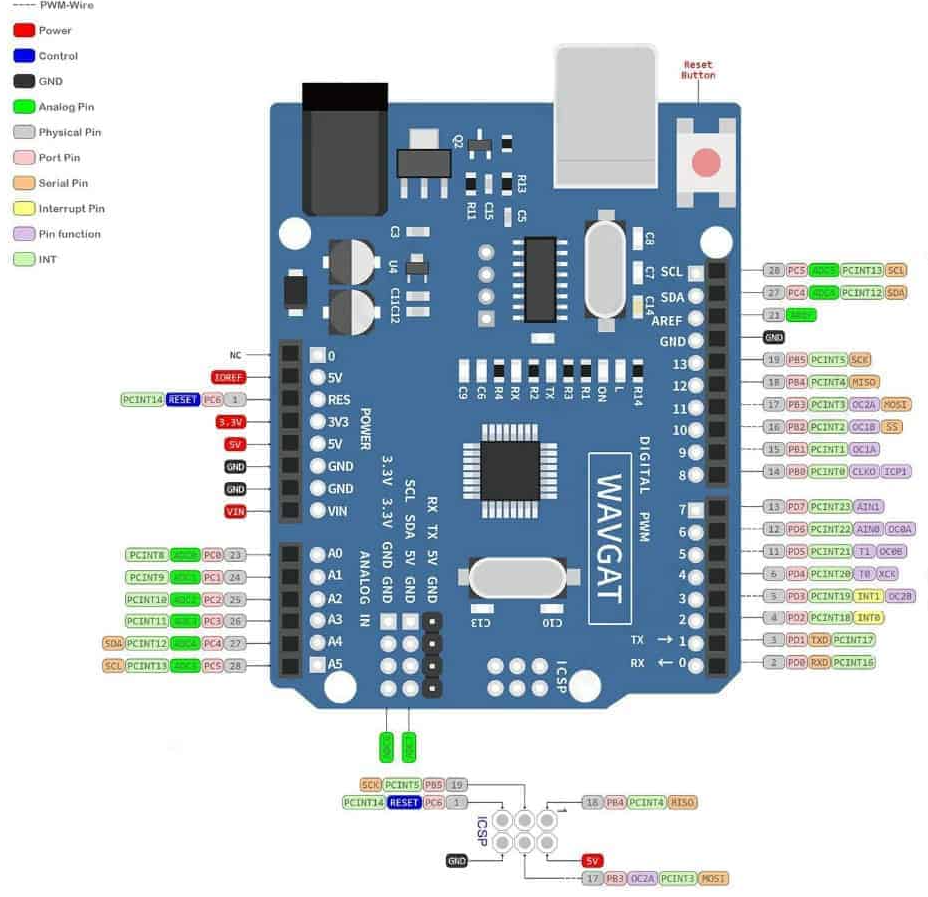 PWM-Wire
Power
Control
GND
Analog Pin
Physical Pin
Port Pin
Serial Pin
Interrupt Pin
Pin function
INT
Reset
Button
Q2
R13
R11
C15
C5
C3
U4
C11C12
C8
C7
C14
SCL
SDA
AREF
GND
13
12
11
10
9
8
7
6
5
4
3
2
TX → 1
RX ← 0
28 PC5 ADC5 PCINT13 SCL
27 PC4 ADC4 PCINT12 SDA
21 AREF
GND
19 PB5 PCINT5 SCK
18 PB4 PCINT4 MISO
17 PB3 PCINT3 OC2A MOSI
16 PB2 PCINT2 OC1B SS
15 PB1 PCINT1 OC1A
14 PB0 PCINT0 CLKO ICP1
13 PD7 PCINT23 AIN1
12 PD6 PCINT22 AIN0 OC0A
11 PD5 PCINT21 T1 OC0B
6 PD4 PCINT20 T0 XCK
5 PD3 PCINT19 INT1 OC2B
4 PD2 PCINT18 INT0
3 PD1 TXD PCINT17
2 PD0 RXD PCINT16
NC
IOREF
PCINT14 RESET PC6 1
3.3V
5V
GND
GND
VIN
0
5V
RES
3V3
5V
GND
GND
VIN
POWER
PCINT8 ADC0 PC0 23
PCINT9 ADC1 PC1 24
PCINT10 ADC2 PC2 25
PCINT11 ADC3 PC3 26
SDA PCINT12 ADC4 PC4 27
SCL PCINT13 ADC5 PC5 28
A0
A1
A2
A3
A4
A5
ANALOG IN
C9
C6
R4
RX
R2
TX
R3
R1
ON
L
R14
DIGITAL PWM
WAVGAT
3.3V 3.3V GND GND
SCL SDA 5V GND
RX TX 5V GND
C13
C10
ICSP
SCK PCINT5 PB5 19
PCINT14 RESET PC6 1
18 PB4 PCINT4 MISO
1
ICSP
GND
5V
17 PB3 OC2A PCINT3 MOSI